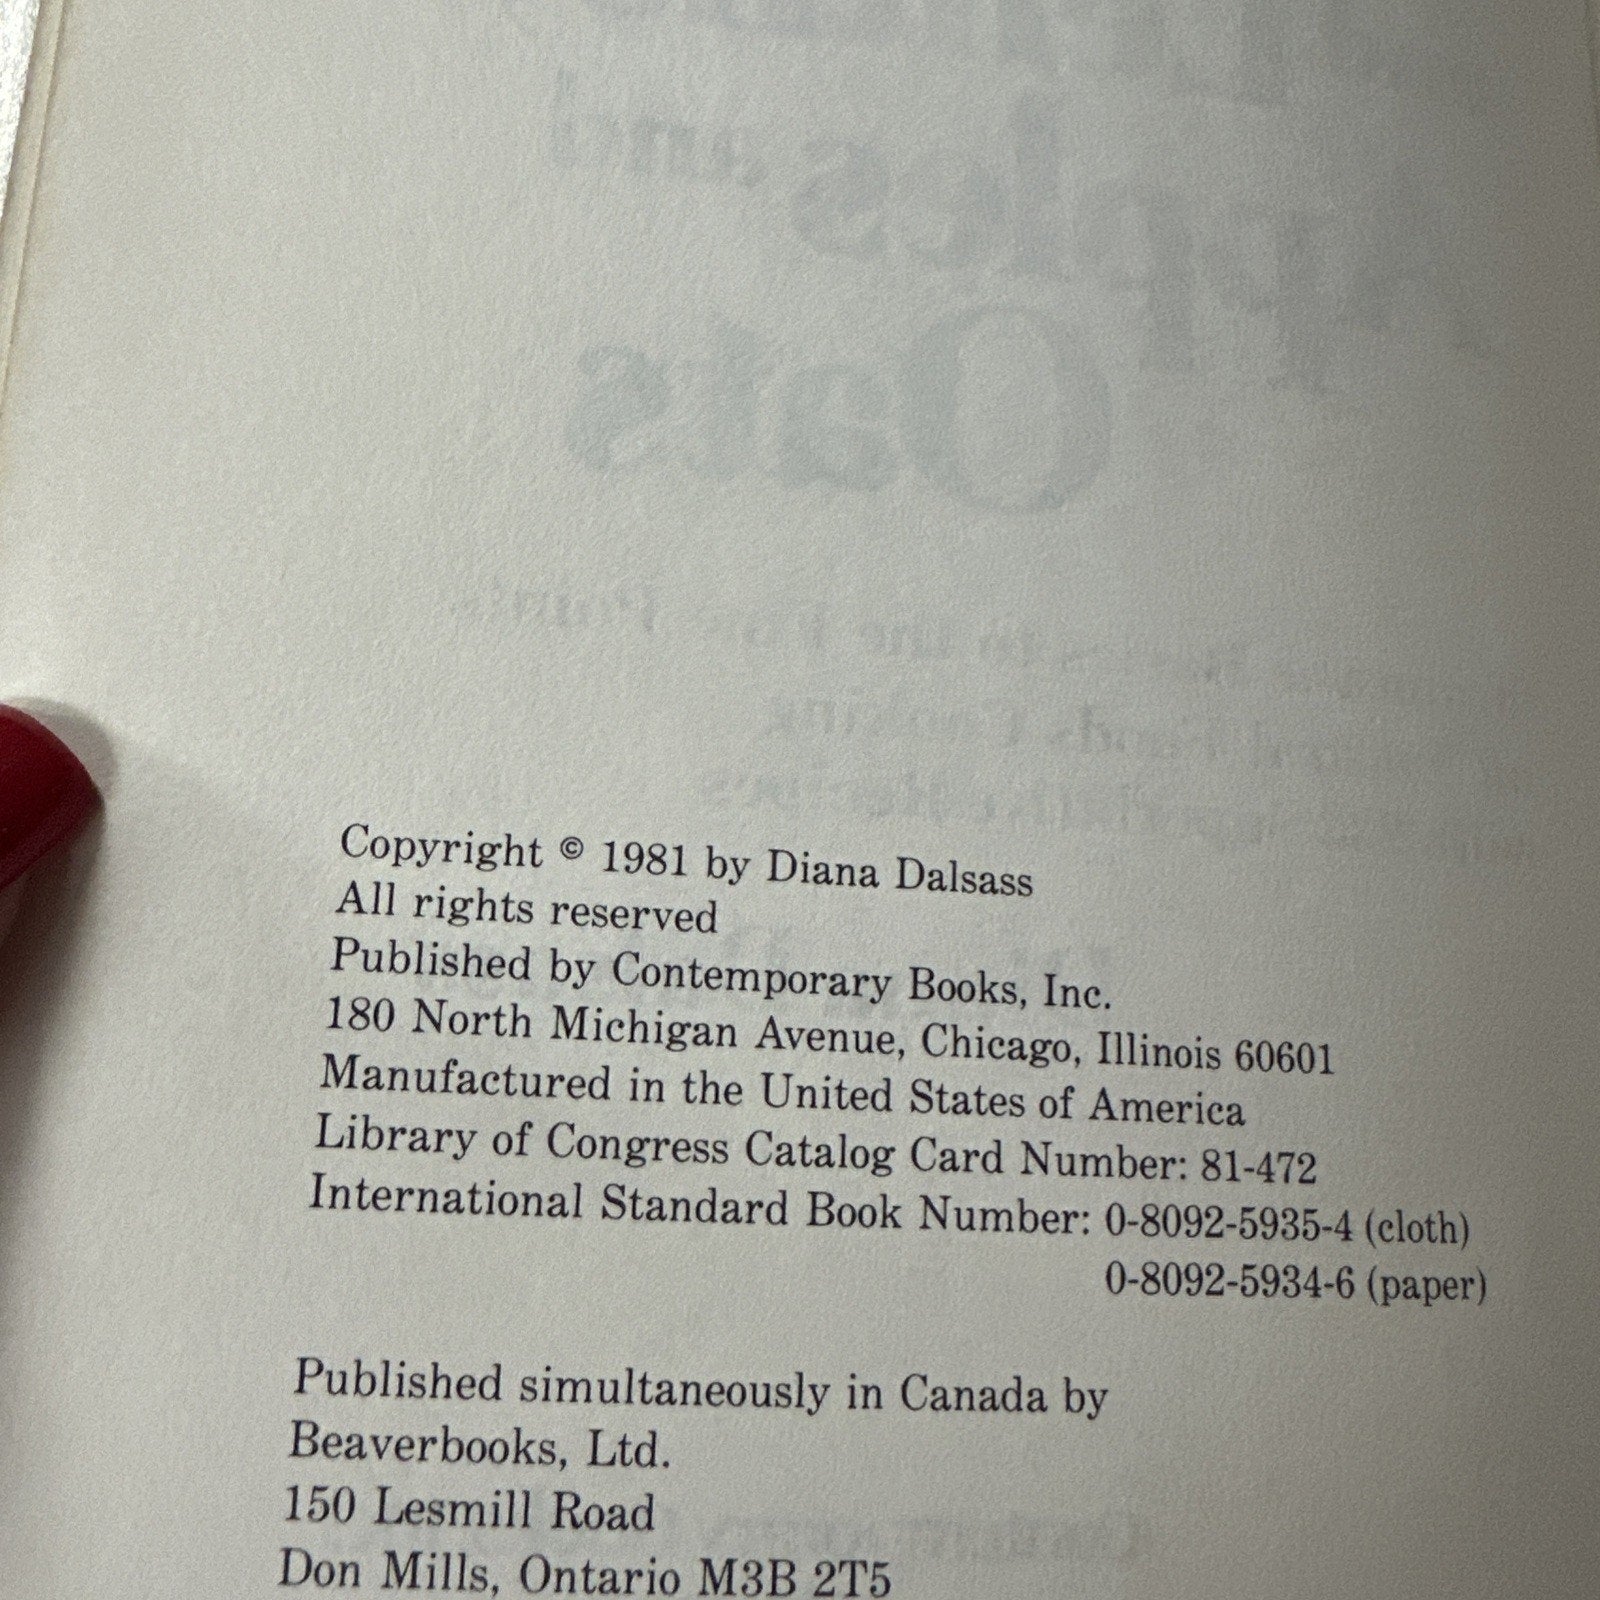 Copyright © 1981 by Diana Dalsass
All rights reserved
Published by Contemporary Books, Inc.
180 North Michigan Avenue, Chicago, Illinois 60601
Manufactured in the United States of America
Library of Congress Catalog Card Number: 81-472
International Standard Book Number: 0-8092-5935-4 (cloth)
0-8092-5934-6 (paper)
Published simultaneously in Canada by
Beaverbooks, Ltd.
150 Lesmill Road
Don Mills, Ontario M3B 2T5